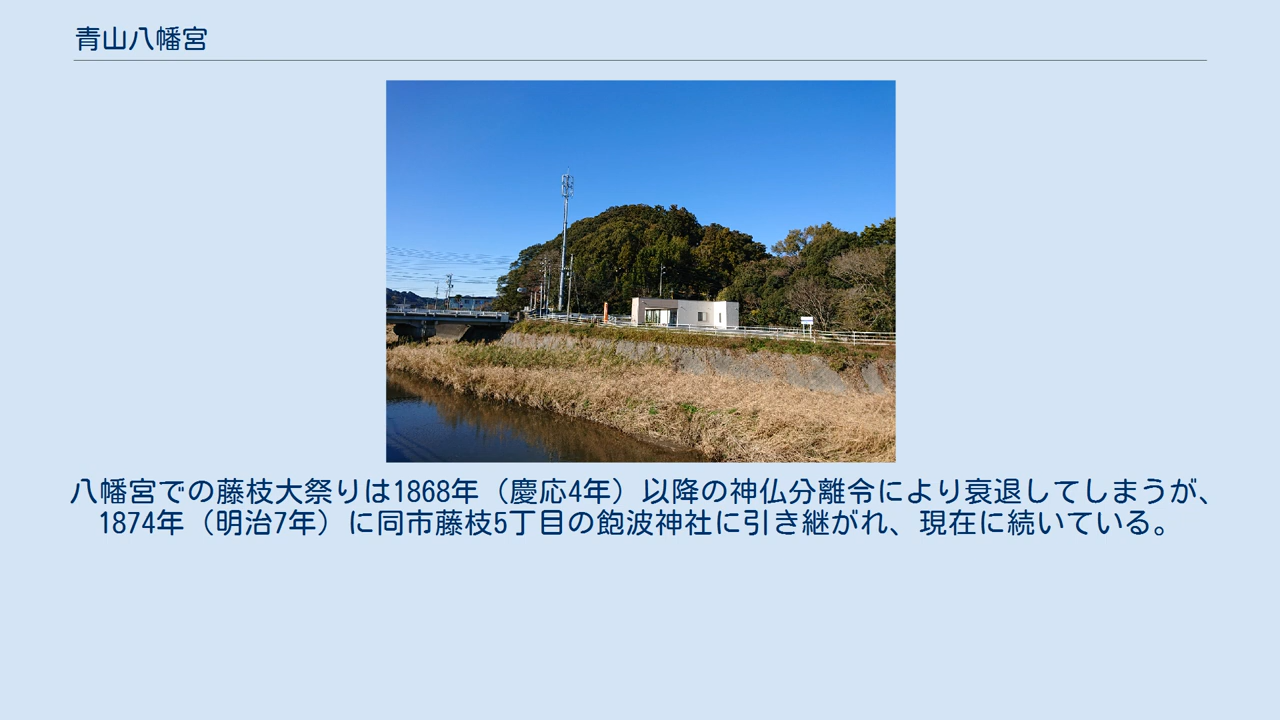 青山八幡宮
八幡宮での藤枝大祭りは1868年（慶応4年）以降の神仏分離令により衰退してしまうが、
1874年（明治7年）に同市藤枝5丁目の飽波神社に引き継がれ、現在に続いている。